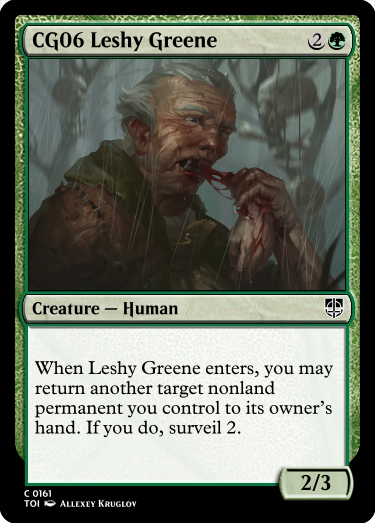 CG06 Leshy Greene 2
Creature — Human
When Leshy Greene enters, you may
return another target nonland
permanent you control to its owner's
hand. If you do, surveil 2.
2/3
C 0161
TOI Allexey Kruglov